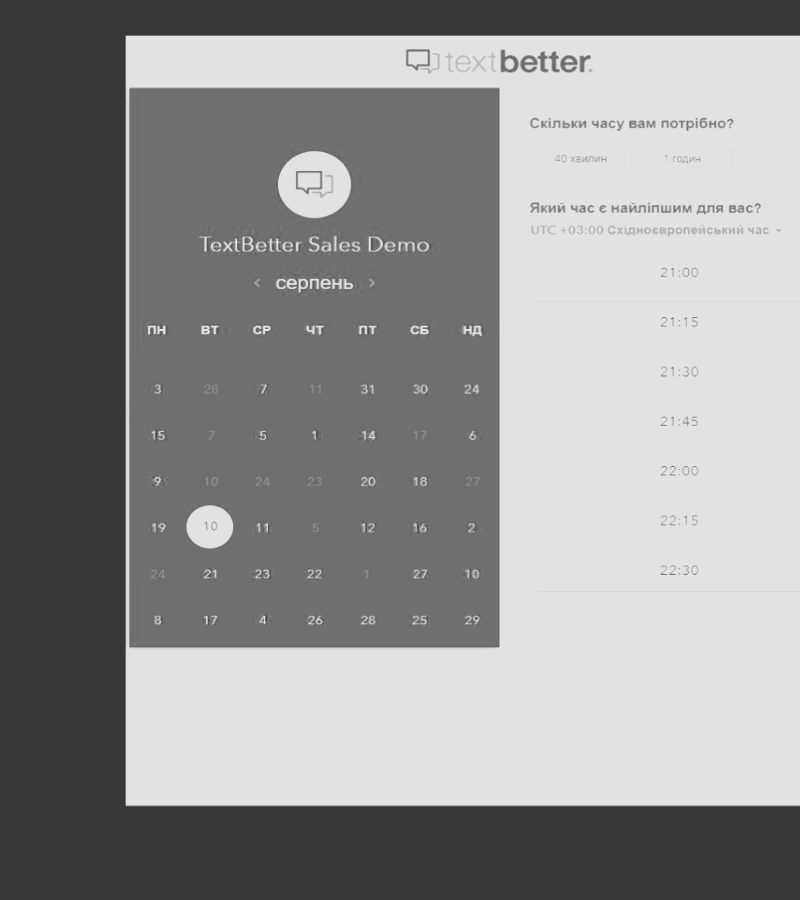 textbetter.
TextBetter Sales Demo
‹ серпень ›
ПН ВТ СР ЧТ ПТ СБ НД
3 28 7 11 31 30 24
15 7 5 1 14 17 6
9 10 24 23 20 18 27
19 10 11 5 12 16 2
24 21 23 22 1 27 10
8 17 4 26 28 25 29
Скільки часу вам потрібно?
40 хвилин 1 годин
Який час є найліпшим для вас?
UTC +03:00 Східноєвропейський час
21:00
21:15
21:30
21:45
22:00
22:15
22:30